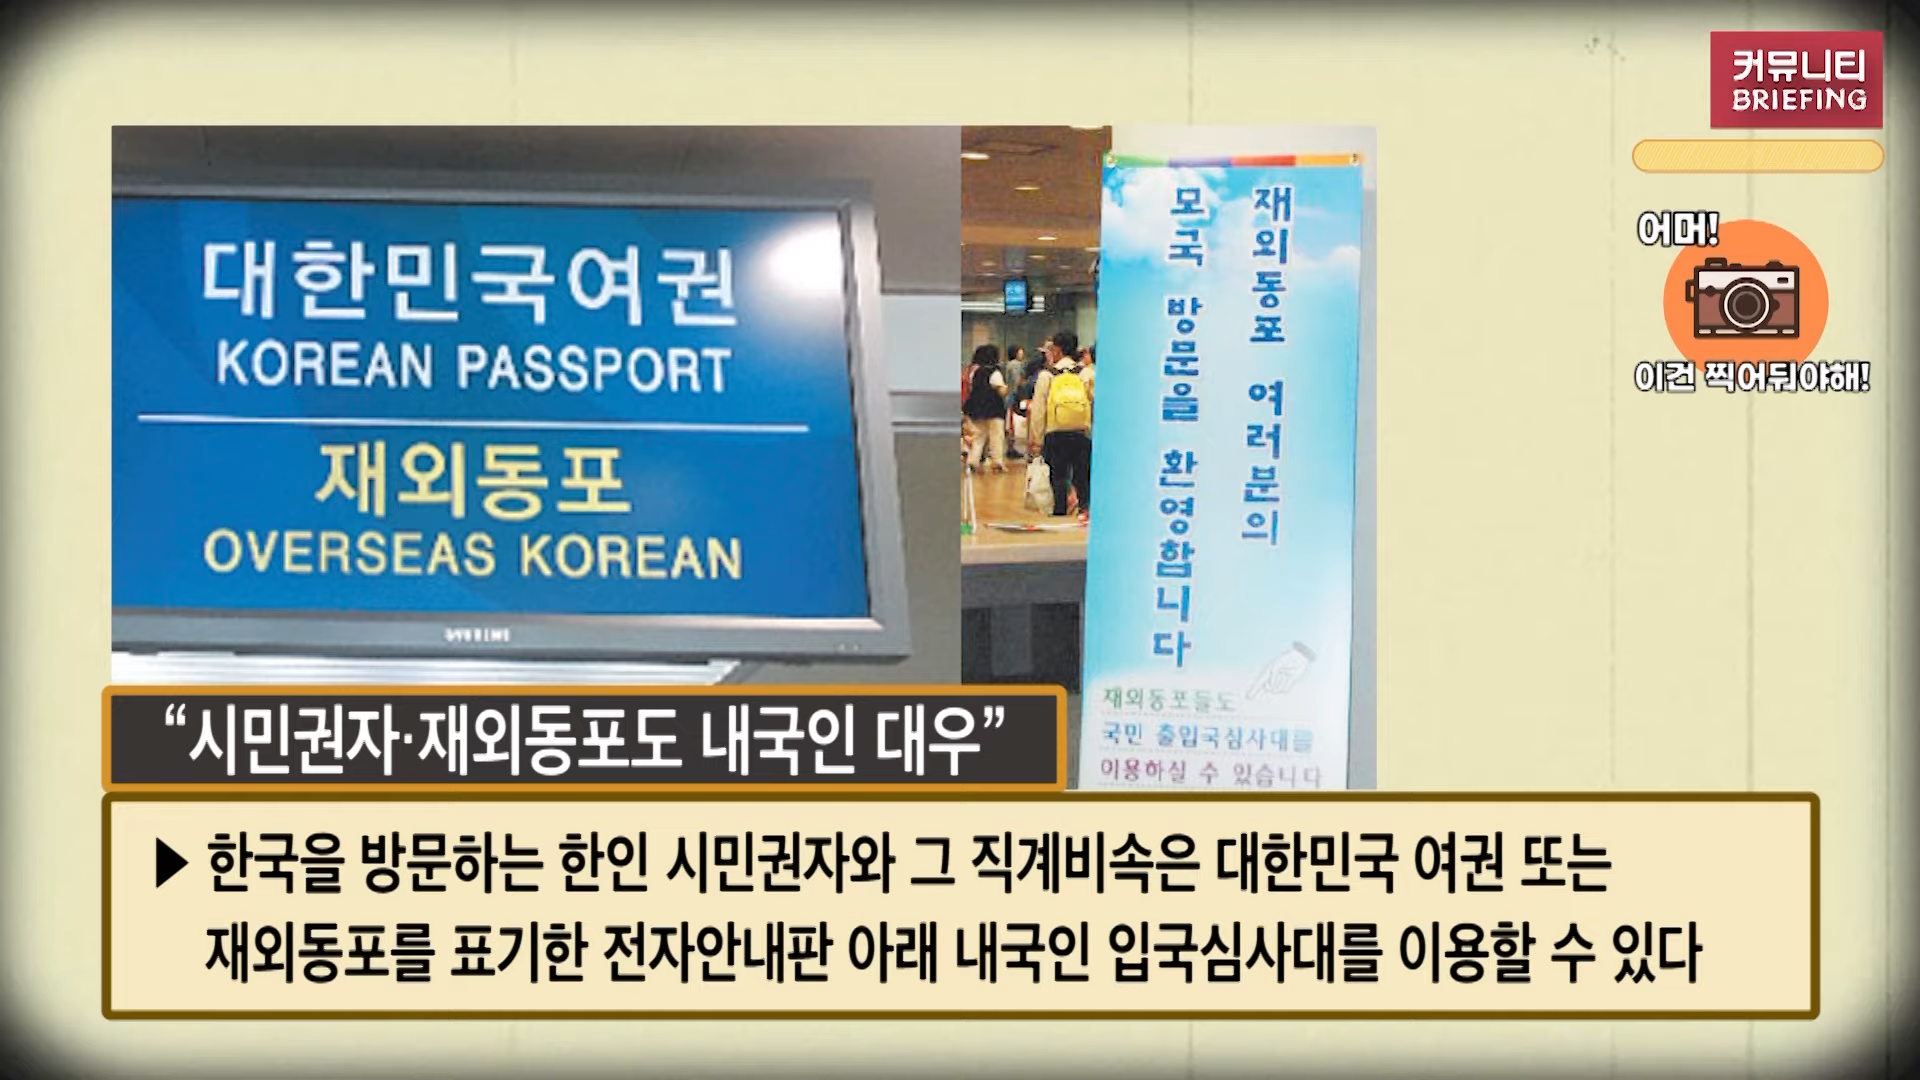 커뮤니티
BRIEFING
어머!
이건 찍어둬야해!
대한민국여권
KOREAN PASSPORT
재외동포
OVERSEAS KOREAN
재외동포 여러분의
모국 방문을 환영합니다
재외동포들도
국민 출입국심사대를
이용하실 수 있습니다
“시민권자·재외동포도 내국인 대우”
▶ 한국을 방문하는 한인 시민권자와 그 직계비속은 대한민국 여권 또는
재외동포를 표기한 전자안내판 아래 내국인 입국심사대를 이용할 수 있다